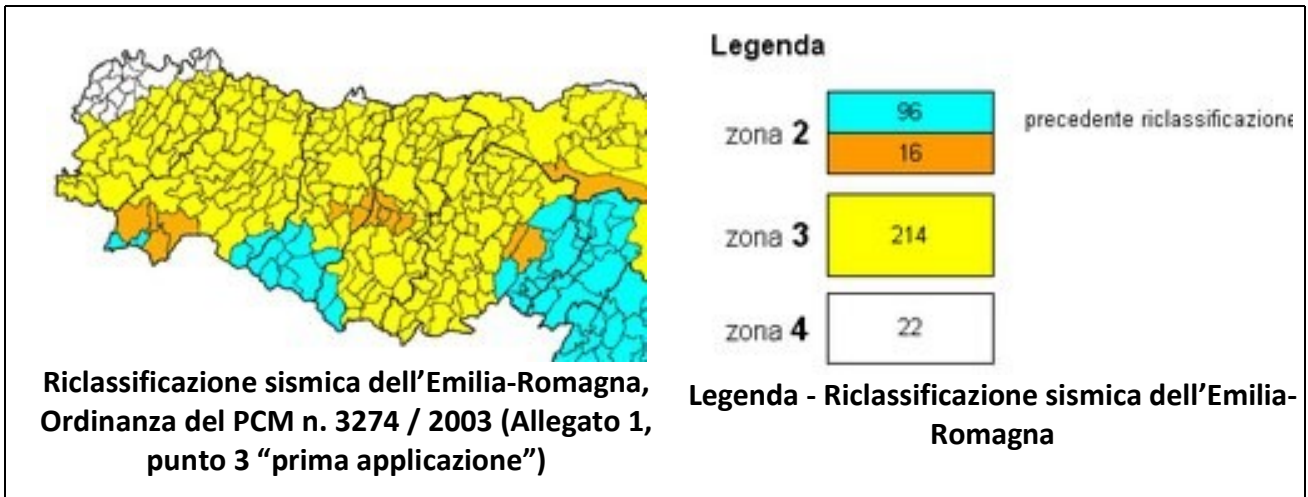 Legenda
zona 2
96
16
precedente riclassificazione
zona 3
214
zona 4
22
Riclassificazione sismica dell’Emilia-Romagna,
Ordinanza del PCM n. 3274 / 2003 (Allegato 1,
punto 3 “prima applicazione”)
Legenda - Riclassificazione sismica dell’Emilia-
Romagna